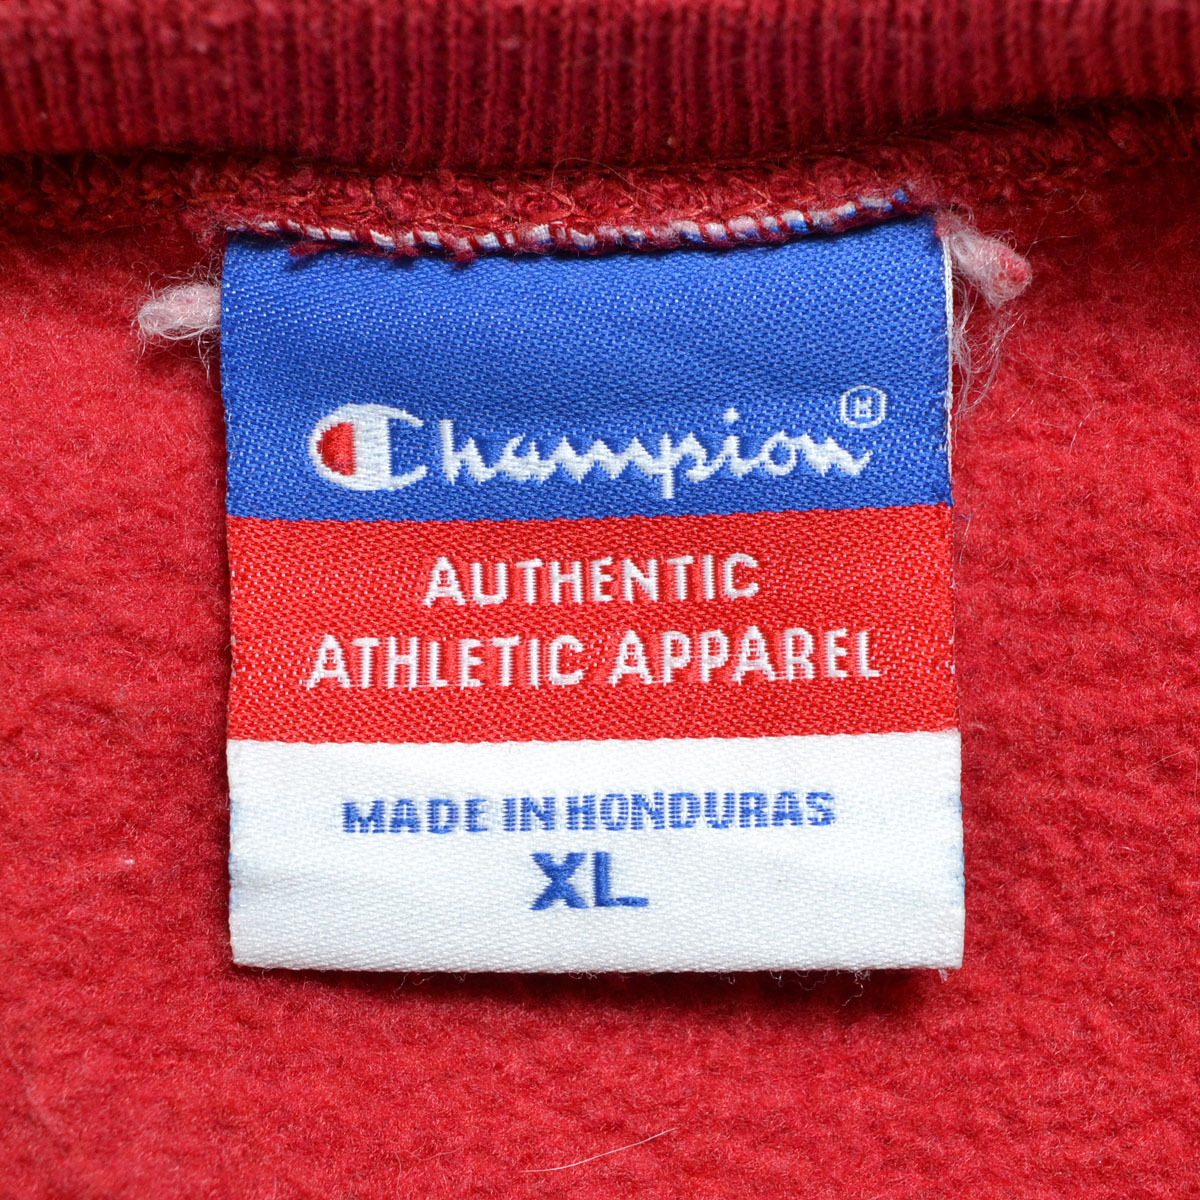 Champion®
AUTHENTIC
ATHLETIC APPAREL
MADE IN HONDURAS
XL